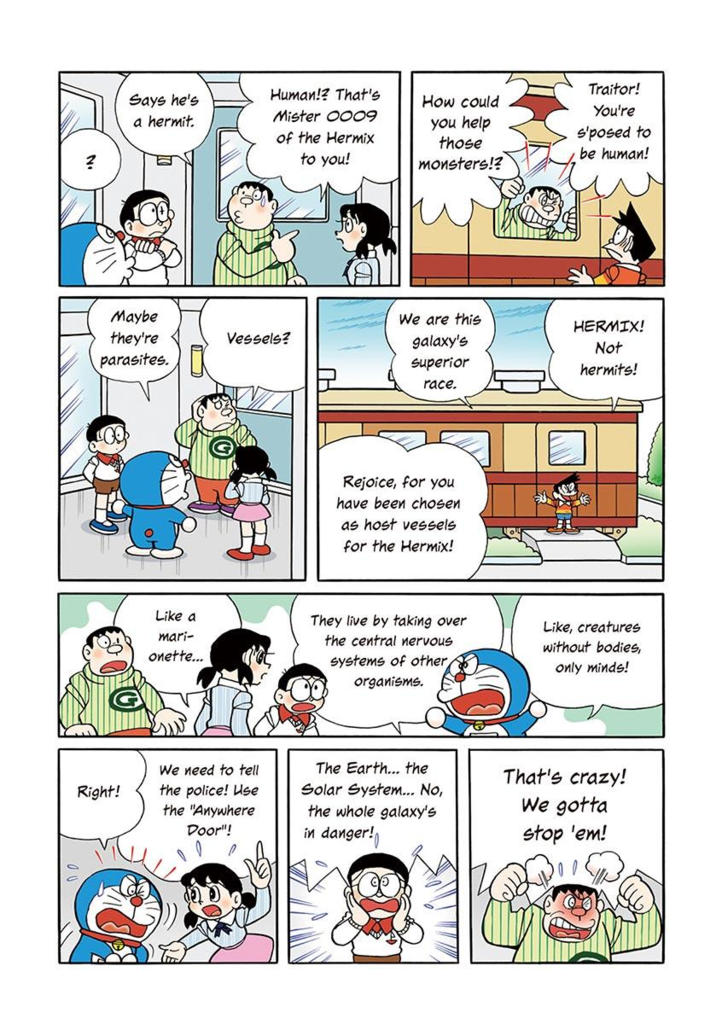 Traitor!
You're
s'posed to
be human!
How could
you help
those
monsters!?
Human!? That's
Mister 0009
of the Hermix
to you!
Says he's
a hermit.
?
HERMIX!
Not
hermits!
We are this
galaxy's
superior
race.
Rejoice, for you
have been chosen
as host vessels
for the Hermix!
Vessels?
Maybe
they're
parasites.
G
Like, creatures
without bodies,
only minds!
They live by taking over
the central nervous
systems of other
organisms.
Like a
mari-
onette...
G
That's crazy!
We gotta
stop 'em!
The Earth... the
Solar System... No,
the whole galaxy's
in danger!
We need to tell
the police! Use
the "Anywhere
Door"!
Right!